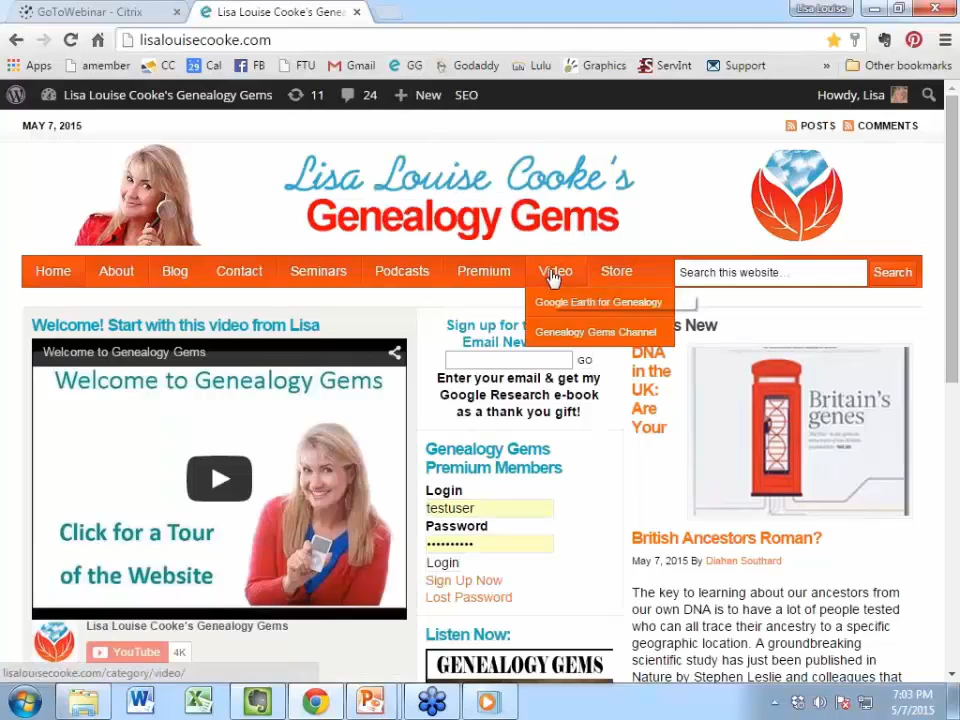 GoToWebinar - Citrix
Lisa Louise Cooke's Genea
Lisa Louise
lisalouisecooke.com
Apps amember CC 29 Cal FB FTU Gmail GG Godaddy Lulu Graphics ServInt Support » Other bookmarks
Lisa Louise Cooke's Genealogy Gems 11 24 New SEO Howdy, Lisa
MAY 7, 2015 POSTS COMMENTS
Lisa Louise Cooke's
Genealogy Gems
Home About Blog Contact Seminars Podcasts Premium Video Store Search this website... Search
Google Earth for Genealogy
Genealogy Gems Channel
Welcome! Start with this video from Lisa
Welcome to Genealogy Gems
Welcome to Genealogy Gems
Click for a Tour
of the Website
Lisa Louise Cooke's Genealogy Gems
YouTube 4K
Sign up for
Email
GO
Enter your email & get my
Google Research e-book
as a thank you gift!
Genealogy Gems
Premium Members
Login
testuser
Password
Login
Sign Up Now
Lost Password
Listen Now:
GENEALOGY GEMS
New
DNA
in the
UK:
Are
Your
Britain's
genes
British Ancestors Roman?
May 7, 2015 By Diahan Southard
The key to learning about our ancestors from
our own DNA is to have a lot of people tested
who can all trace their ancestry to a specific
geographic location. A groundbreaking
scientific study has just been published in
Nature by Stephen Leslie and colleagues that
lisalouisecooke.com/category/video/
7:03 PM
5/7/2015